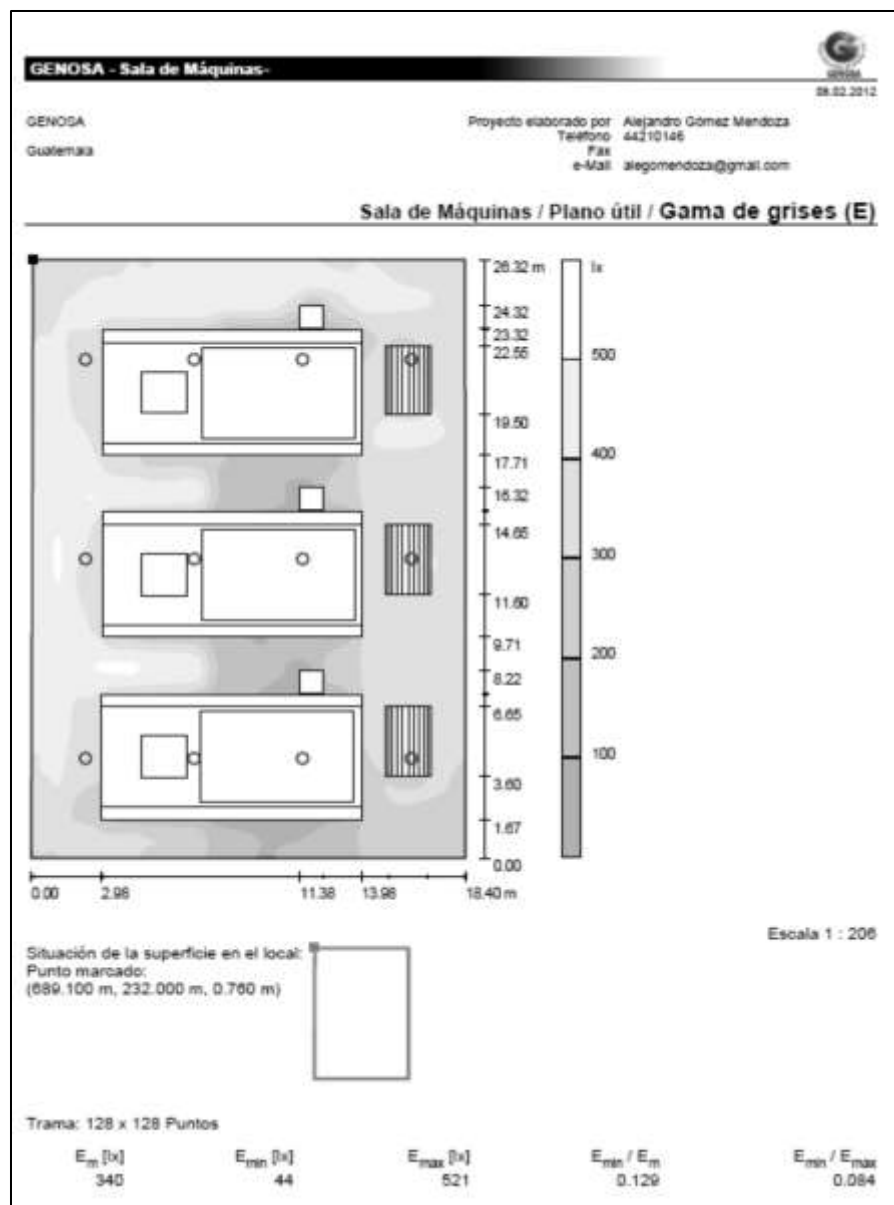 GENOSA - Sala de Máquinas-
GENOSA
08.02.2012
GENOSA
Guatemala
Proyecto elaborado por Alejandro Gómez Mendoza
Teléfono 44210146
Fax
e-Mail alegomendoza@gmail.com
Sala de Máquinas / Plano útil / Gama de grises (E)
26.32 m
24.32
23.32
22.55
19.50
17.71
16.32
14.65
11.60
9.71
8.22
6.65
3.60
1.67
0.00
lx
500
400
300
200
100
0.00 2.98 11.38 13.98 18.40 m
Escala 1 : 206
Situación de la superficie en el local:
Punto marcado:
(689.100 m, 232.000 m, 0.760 m)
Trama: 128 x 128 Puntos
Em [lx] Emin [lx] Emax [lx] Emin / Em Emin / Emax
340 44 521 0.129 0.084